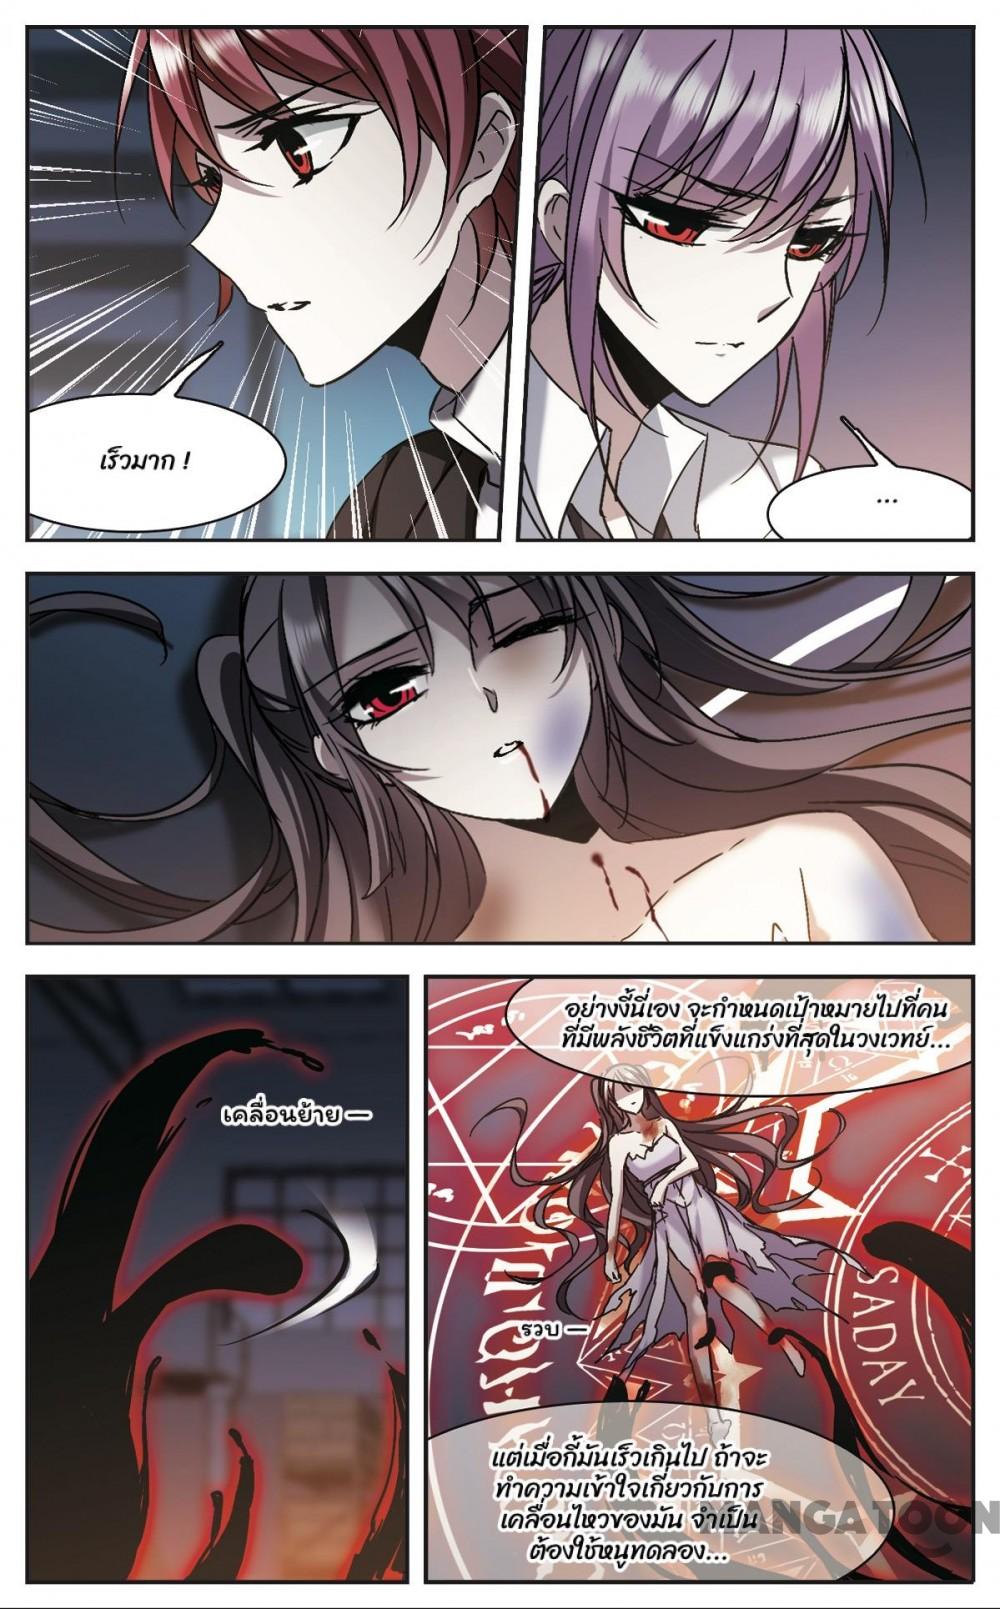 เร็วมาก !
...
อย่างงี้นี่เอง จะกำหนดเป้าหมายไปที่คน
ที่มีพลังชีวิตที่แข็งแกร่งที่สุดในวงเวทย์...
เคลื่อนย้าย —
SADAY
รวบ —
แต่เมื่อกี้มันเร็วเกินไป ถ้าจะ
ทำความเข้าใจเกี่ยวกับการ
เคลื่อนไหวของมัน จำเป็น
ต้องใช้หนูทดลอง...
MANGATOON